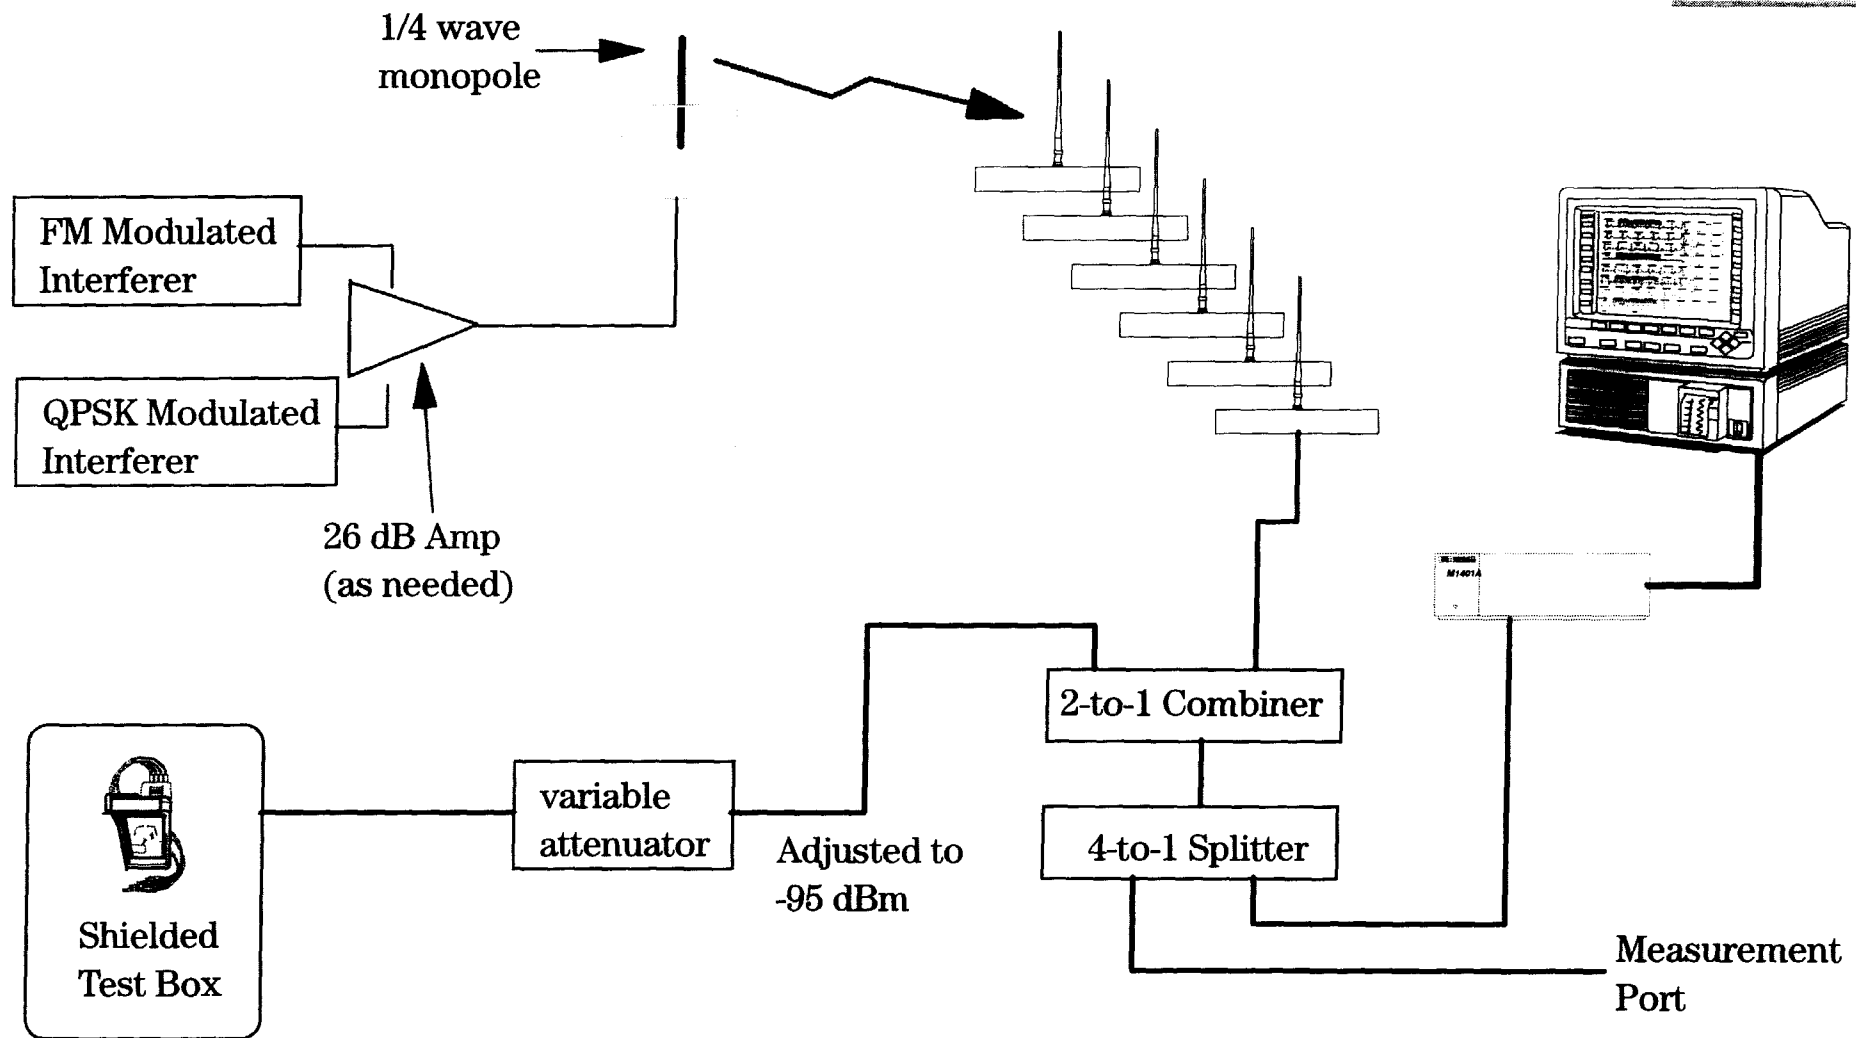 1/4 wave
monopole
FM Modulated
Interferer
QPSK Modulated
Interferer
26 dB Amp
(as needed)
M1401A
2-to-1 Combiner
variable
attenuator
4-to-1 Splitter
Adjusted to
-95 dBm
Shielded
Test Box
Measurement
Port